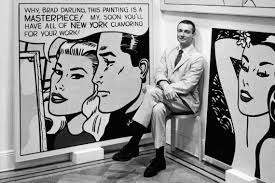 WHY, BRAD DARLING, THIS PAINTING IS A
MASTERPIECE! MY, SOON YOU'LL
HAVE ALL OF NEW YORK CLAMORING
FOR YOUR WORK!